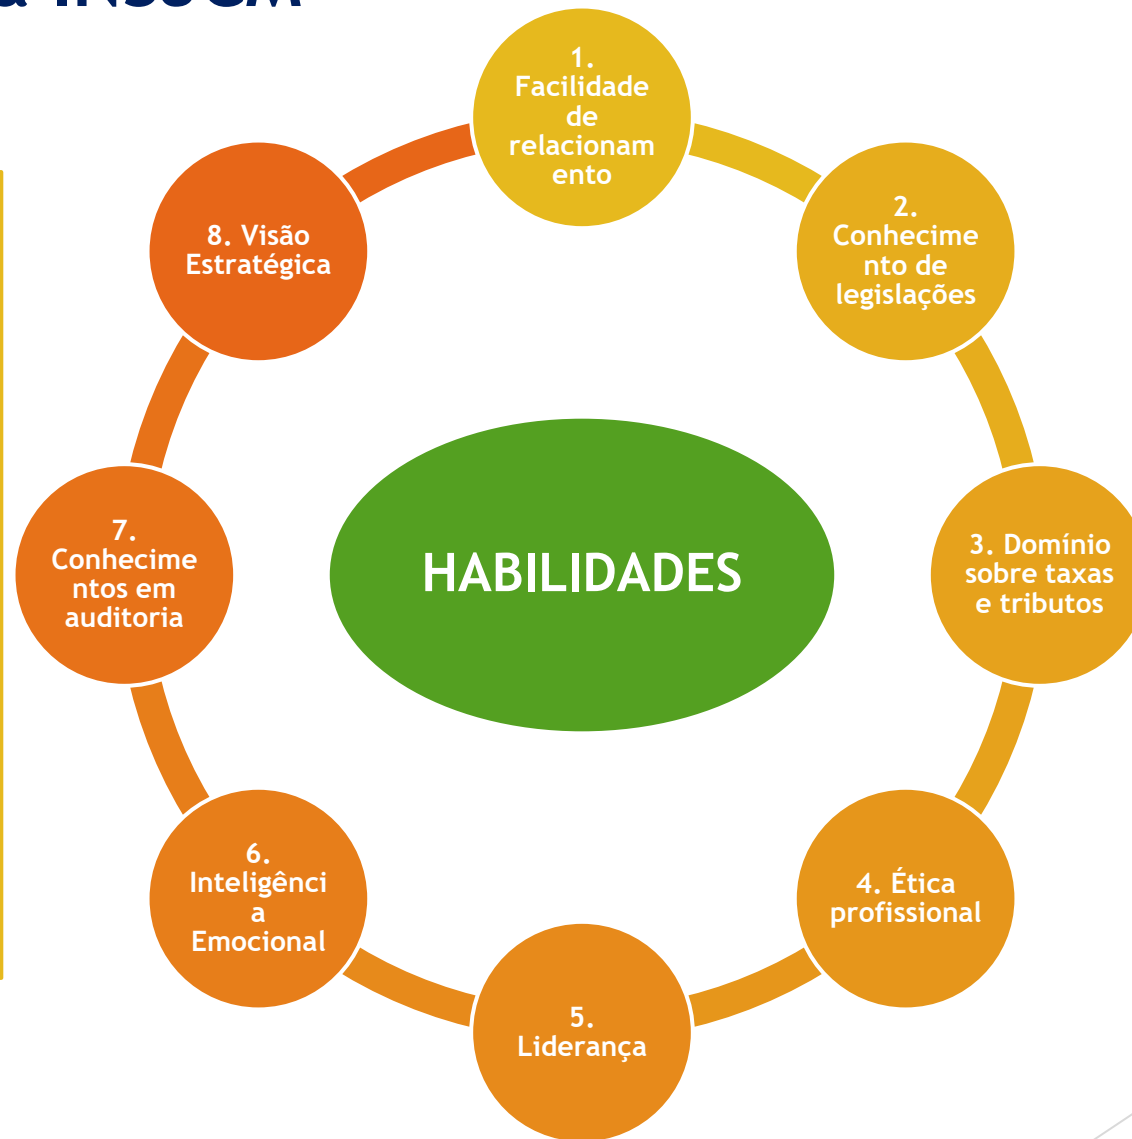 1.
Facilidade
de
relacionam
ento
2.
Conhecime
nto de
legislações
3. Domínio
sobre taxas
e tributos
4. Ética
profissional
5.
Liderança
6.
Inteligênci
a
Emocional
7.
Conhecime
ntos em
auditoria
8. Visão
Estratégica
HABILIDADES